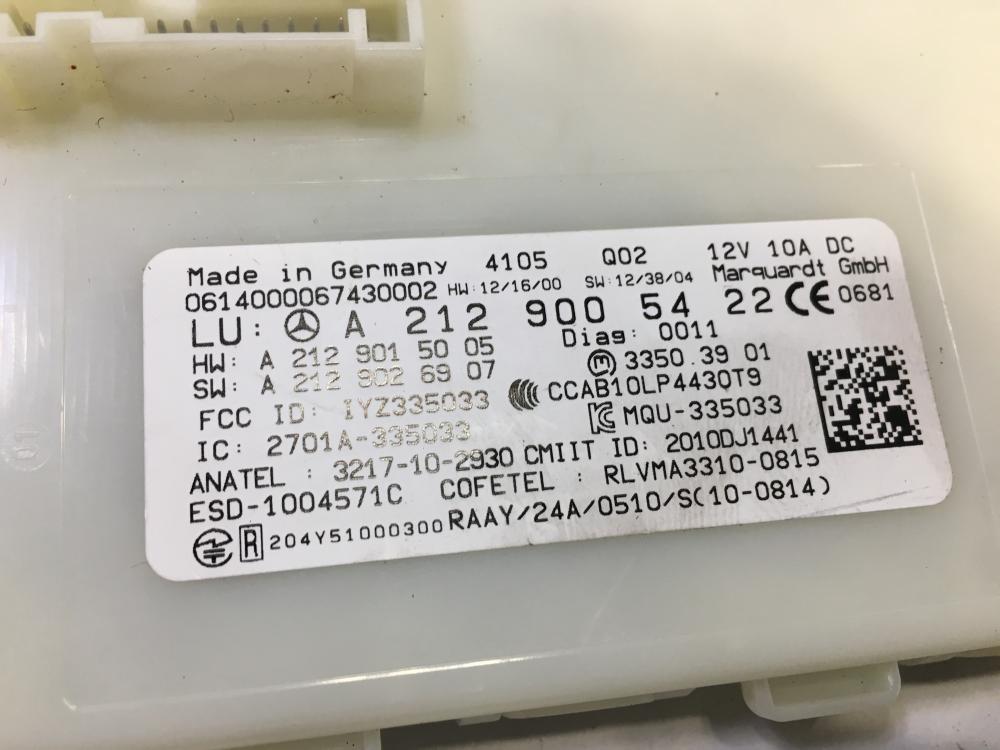 Made in Germany 4105 Q02 12V 10A DC
0614000067430002 HW:12/16/00 SW:12/38/04 Marquardt GmbH
LU: A 212 900 54 22 CE 0681
HW: A 212 901 50 05 Diag: 0011
SW: A 212 902 69 07 M 3350.39 01
FCC ID: IYZ335033 CCAB10LP4430T9
IC: 2701A-335033 MQU-335033
ANATEL : 3217-10-2930 CMIIT ID: 2010DJ1441
ESD-1004571C COFETEL : RLVMA3310-0815
R 204Y51000300 RAAY/24A/0510/S(10-0814)